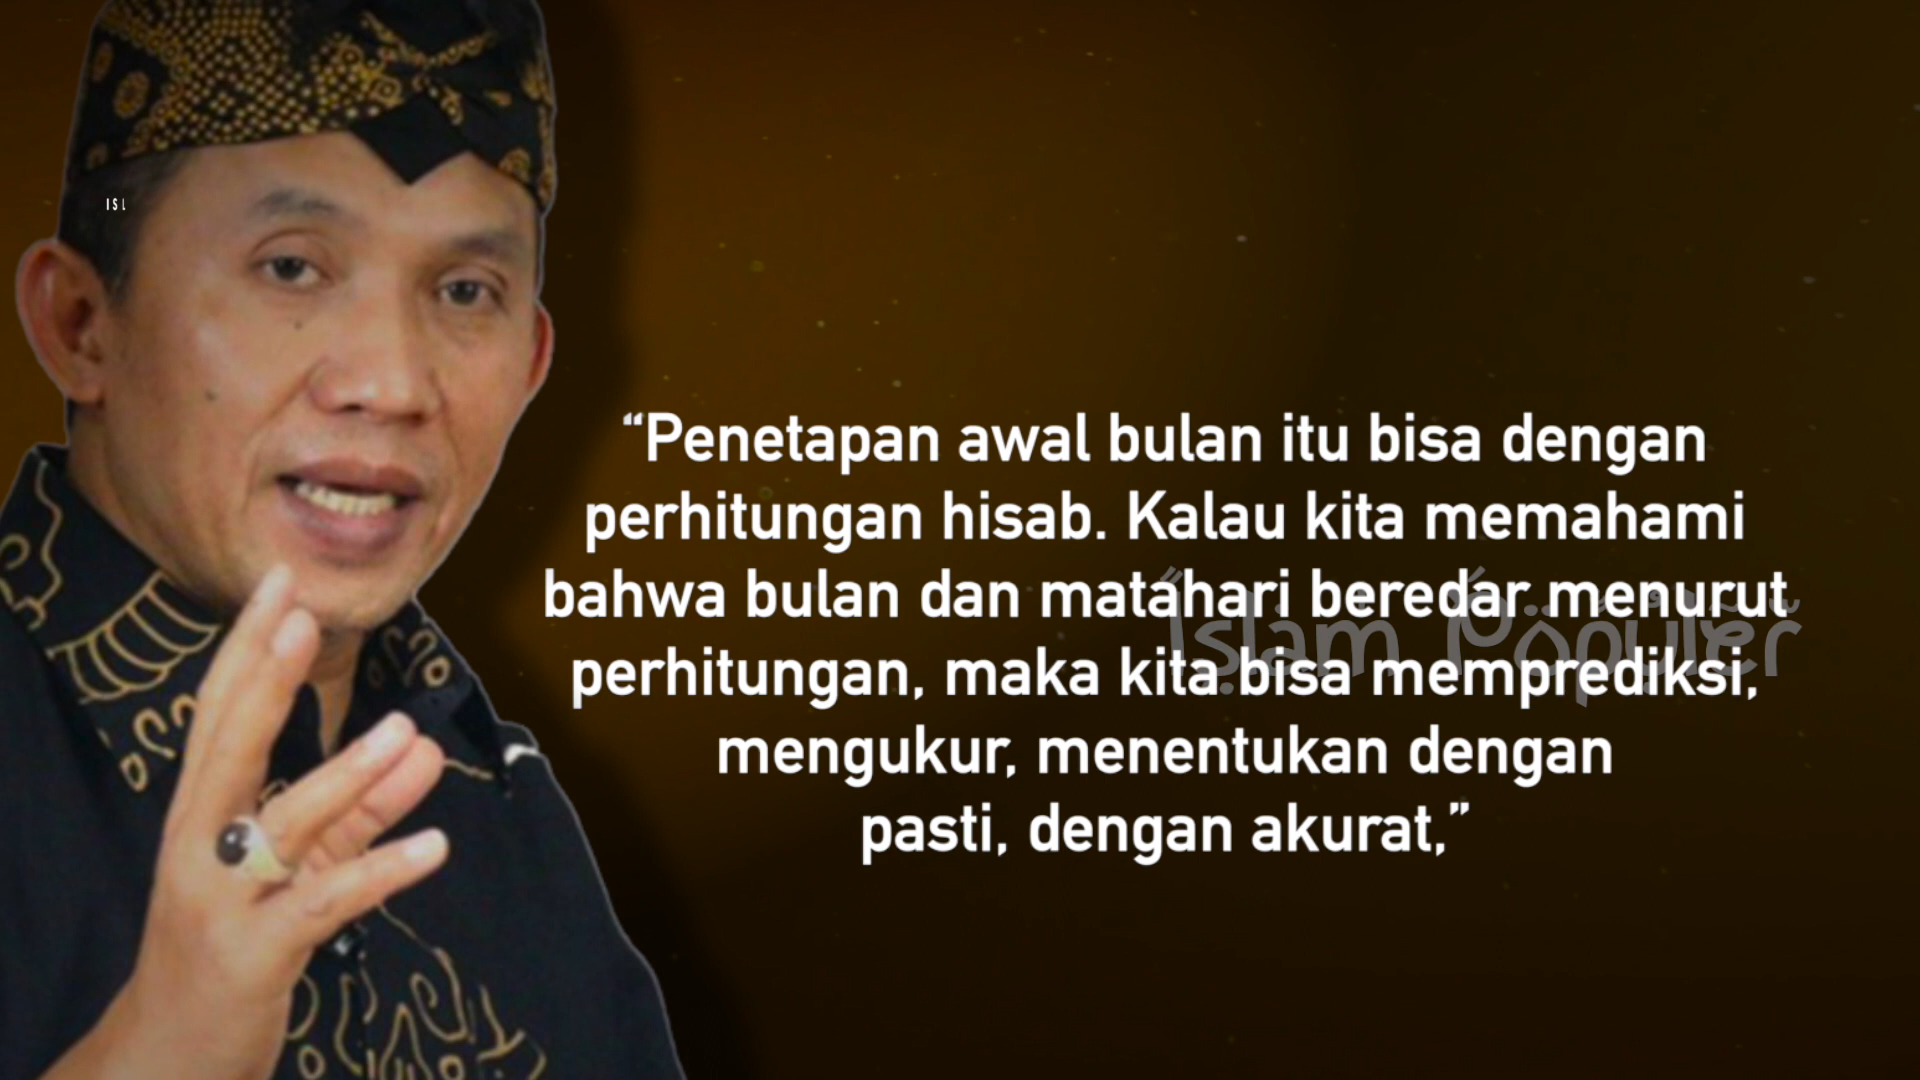 ISL
“Penetapan awal bulan itu bisa dengan
perhitungan hisab. Kalau kita memahami
bahwa bulan dan matahari beredar menurut
Islam Populer
perhitungan, maka kita bisa memprediksi,
mengukur, menentukan dengan
pasti, dengan akurat,”